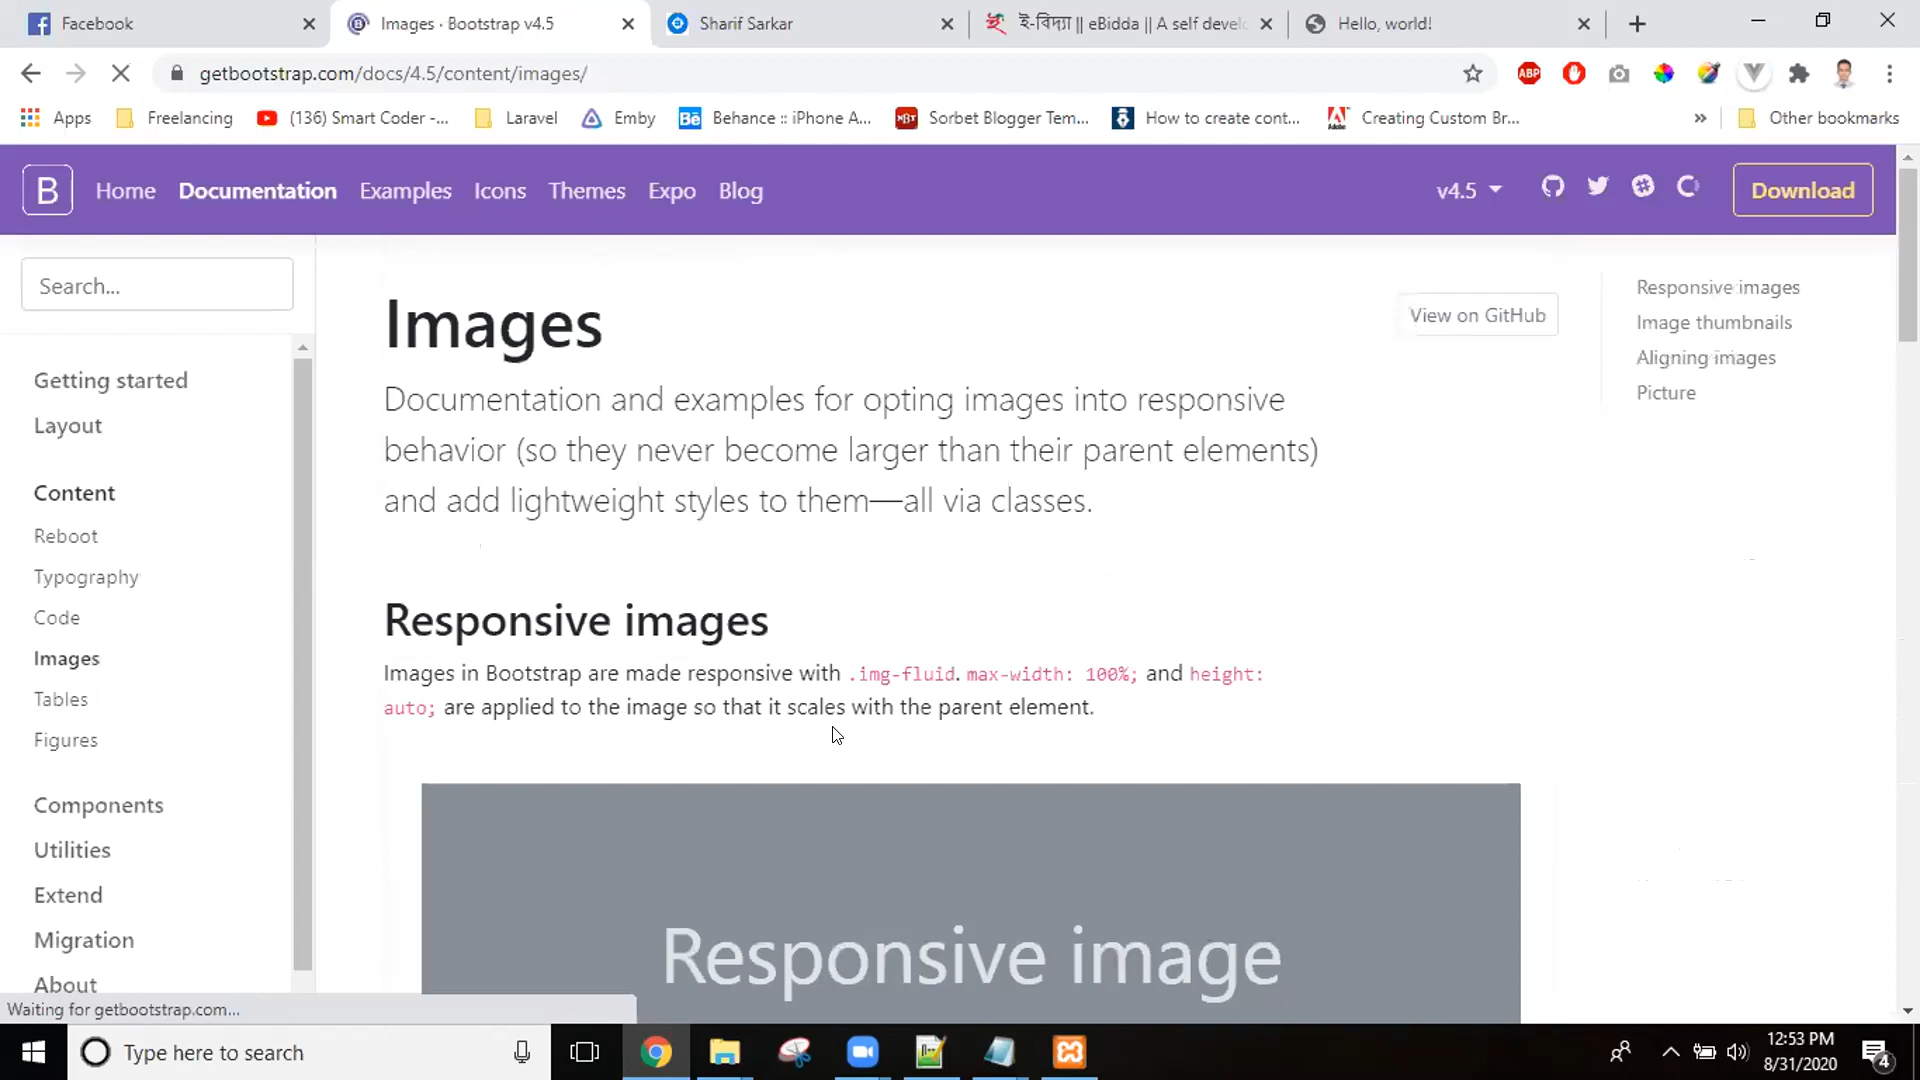 Facebook
Images · Bootstrap v4.5
Sharif Sarkar
ই-বিদ্যা || eBidda || A self develo
Hello, world!
getbootstrap.com/docs/4.5/content/images/
ABP
Apps
Freelancing
(136) Smart Coder -...
Laravel
Emby
Bē
Behance :: iPhone A...
Sorbet Blogger Tem...
How to create cont...
Creating Custom Br...
»
Other bookmarks
B
Home
Documentation
Examples
Icons
Themes
Expo
Blog
v4.5
Download
Search...
Getting started
Layout
Content
Reboot
Typography
Code
Images
Tables
Figures
Components
Utilities
Extend
Migration
About
Images
View on GitHub
Documentation and examples for opting images into responsive
behavior (so they never become larger than their parent elements)
and add lightweight styles to them—all via classes.
Responsive images
Images in Bootstrap are made responsive with .img-fluid. max-width: 100%; and height:
auto; are applied to the image so that it scales with the parent element.
Responsive image
Responsive images
Image thumbnails
Aligning images
Picture
Waiting for getbootstrap.com...
Type here to search
12:53 PM
8/31/2020
4